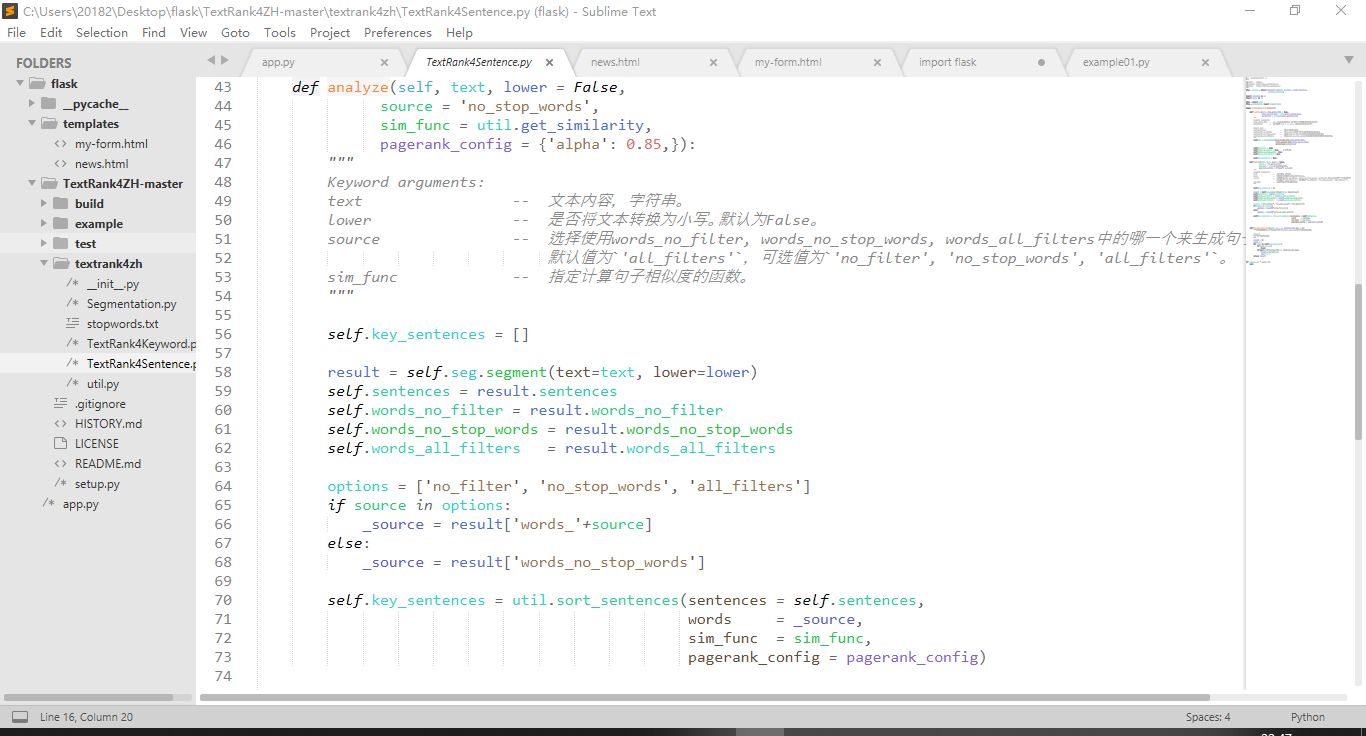 C:\Users\20182\Desktop\flask\TextRank4ZH-master\textrank4zh\TextRank4Sentence.py (flask) - Sublime Text
File Edit Selection Find View Goto Tools Project Preferences Help
FOLDERS
flask
__pycache__
templates
my-form.html
news.html
TextRank4ZH-master
build
example
test
textrank4zh
__init__.py
Segmentation.py
stopwords.txt
TextRank4Keyword.p
TextRank4Sentence.p
util.py
.gitignore
HISTORY.md
LICENSE
README.md
setup.py
app.py
app.py TextRank4Sentence.py news.html my-form.html import flask example01.py
43 def analyze(self, text, lower = False,
44 source = 'no_stop_words',
45 sim_func = util.get_similarity,
46 pagerank_config = {'alpha': 0.85,}):
47 """
48 Keyword arguments:
49 text -- 文本内容，字符串。
50 lower -- 是否将文本转换为小写。默认为False。
51 source -- 选择使用words_no_filter, words_no_stop_words, words_all_filters中的哪一个来生成句
52 默认值为`'all_filters'`，可选值为`'no_filter', 'no_stop_words', 'all_filters'`。
53 sim_func -- 指定计算句子相似度的函数。
54 """
55
56 self.key_sentences = []
57
58 result = self.seg.segment(text=text, lower=lower)
59 self.sentences = result.sentences
60 self.words_no_filter = result.words_no_filter
61 self.words_no_stop_words = result.words_no_stop_words
62 self.words_all_filters = result.words_all_filters
63
64 options = ['no_filter', 'no_stop_words', 'all_filters']
65 if source in options:
66 _source = result['words_'+source]
67 else:
68 _source = result['words_no_stop_words']
69
70 self.key_sentences = util.sort_sentences(sentences = self.sentences,
71 words = _source,
72 sim_func = sim_func,
73 pagerank_config = pagerank_config)
74
Line 16, Column 20 Spaces: 4 Python